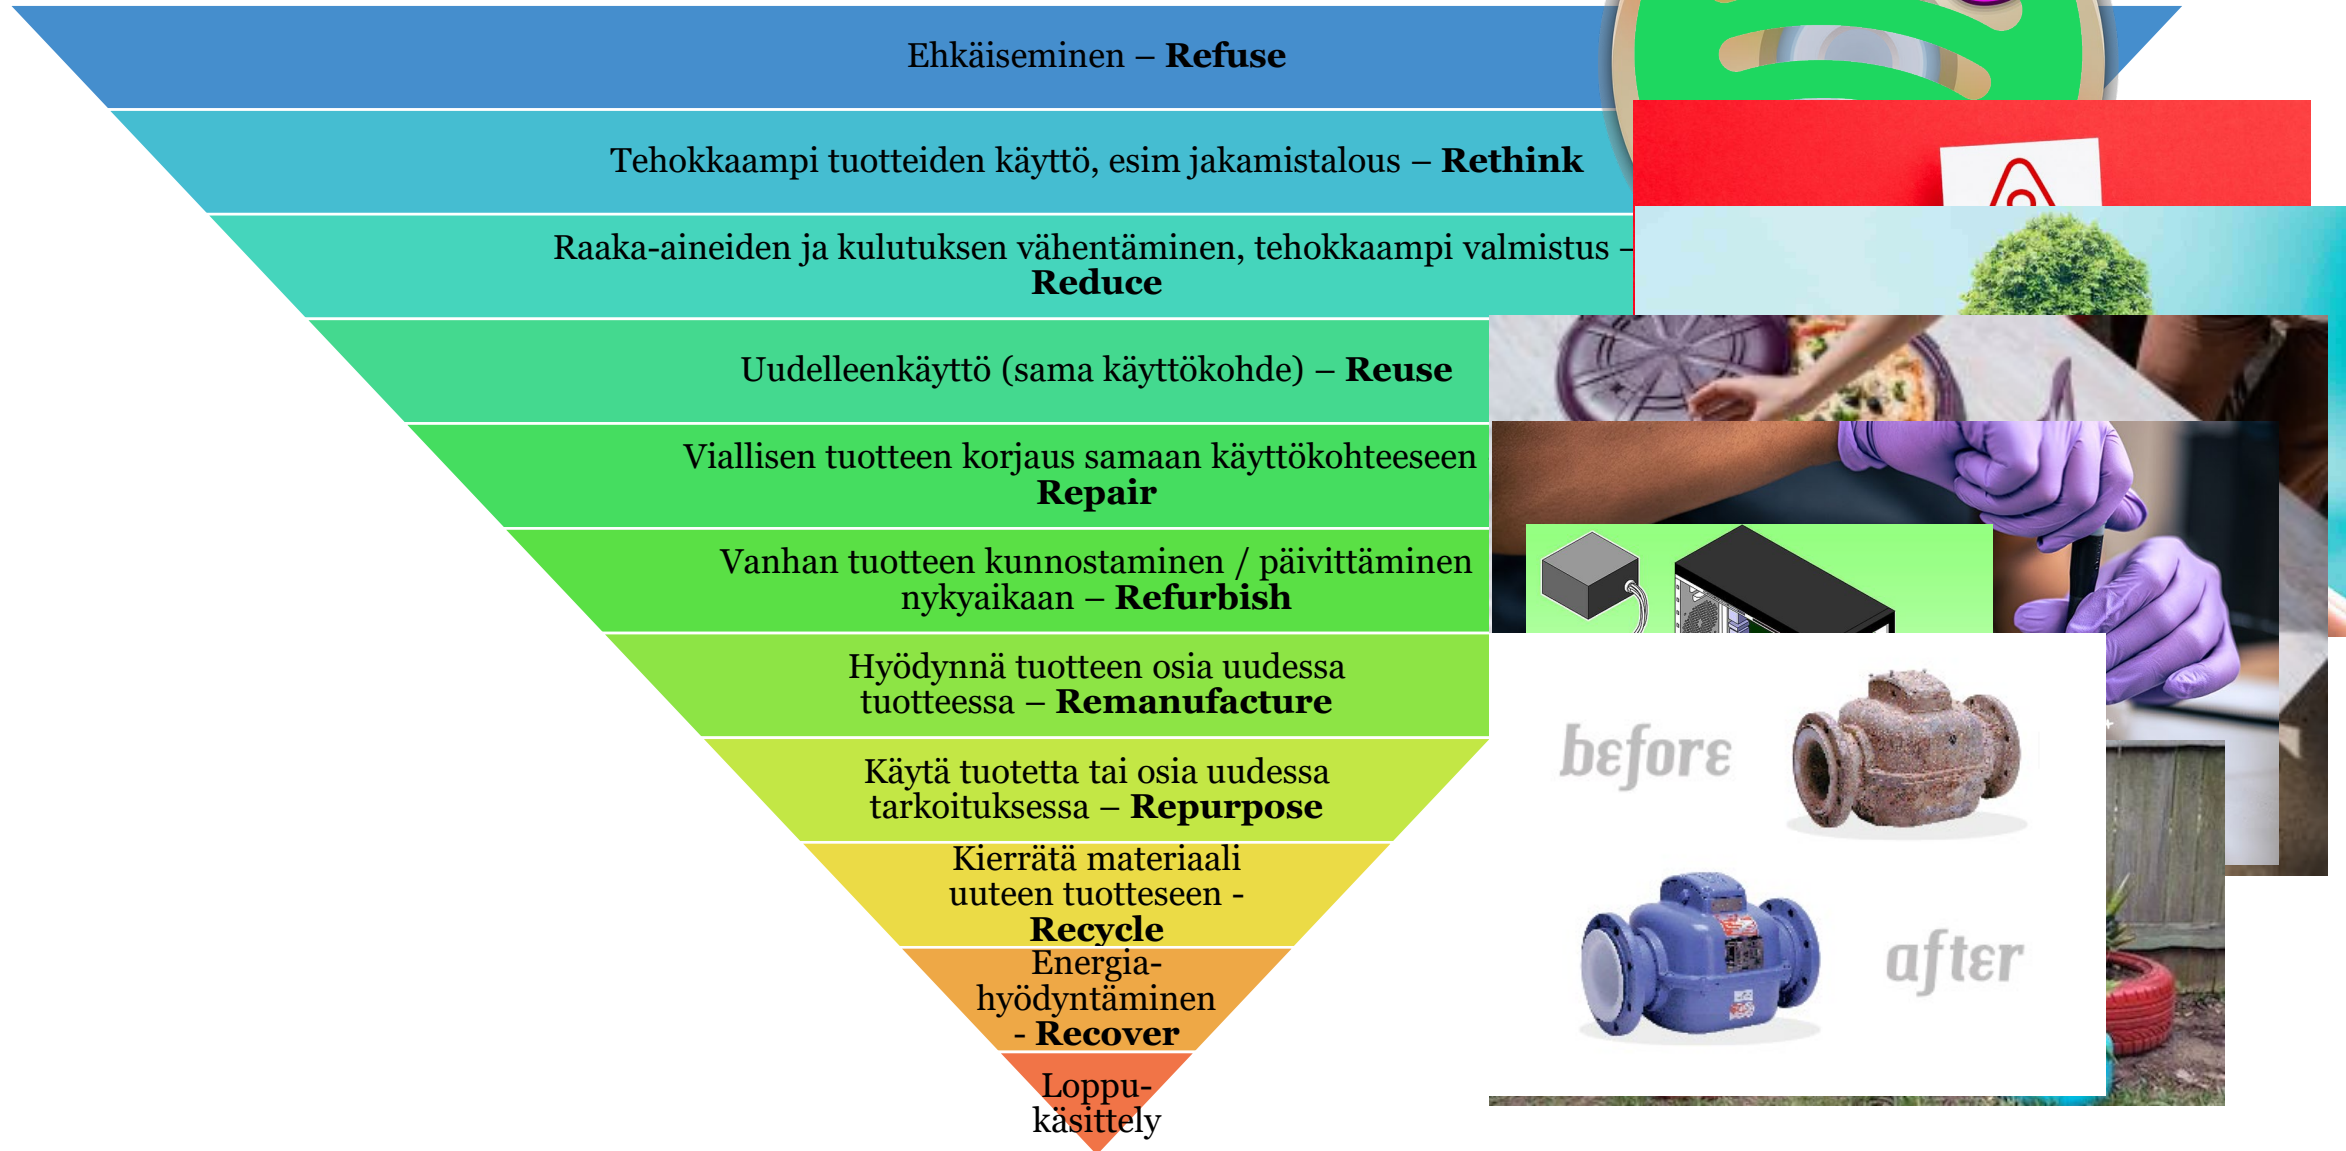 Ehkäiseminen – Refuse
Tehokkaampi tuotteiden käyttö, esim jakamistalous – Rethink
Raaka-aineiden ja kulutuksen vähentäminen, tehokkaampi valmistus –
Reduce
Uudelleenkäyttö (sama käyttökohde) – Reuse
Viallisen tuotteen korjaus samaan käyttökohteeseen
Repair
Vanhan tuotteen kunnostaminen / päivittäminen
nykyaikaan – Refurbish
Hyödynnä tuotteen osia uudessa
tuotteessa – Remanufacture
before
Käytä tuotetta tai osia uudessa
tarkoituksessa – Repurpose
Kierrätä materiaali
uuteen tuotteseen -
Recycle
after
Energia-
hyödyntäminen
- Recover
Loppu-
käsittely